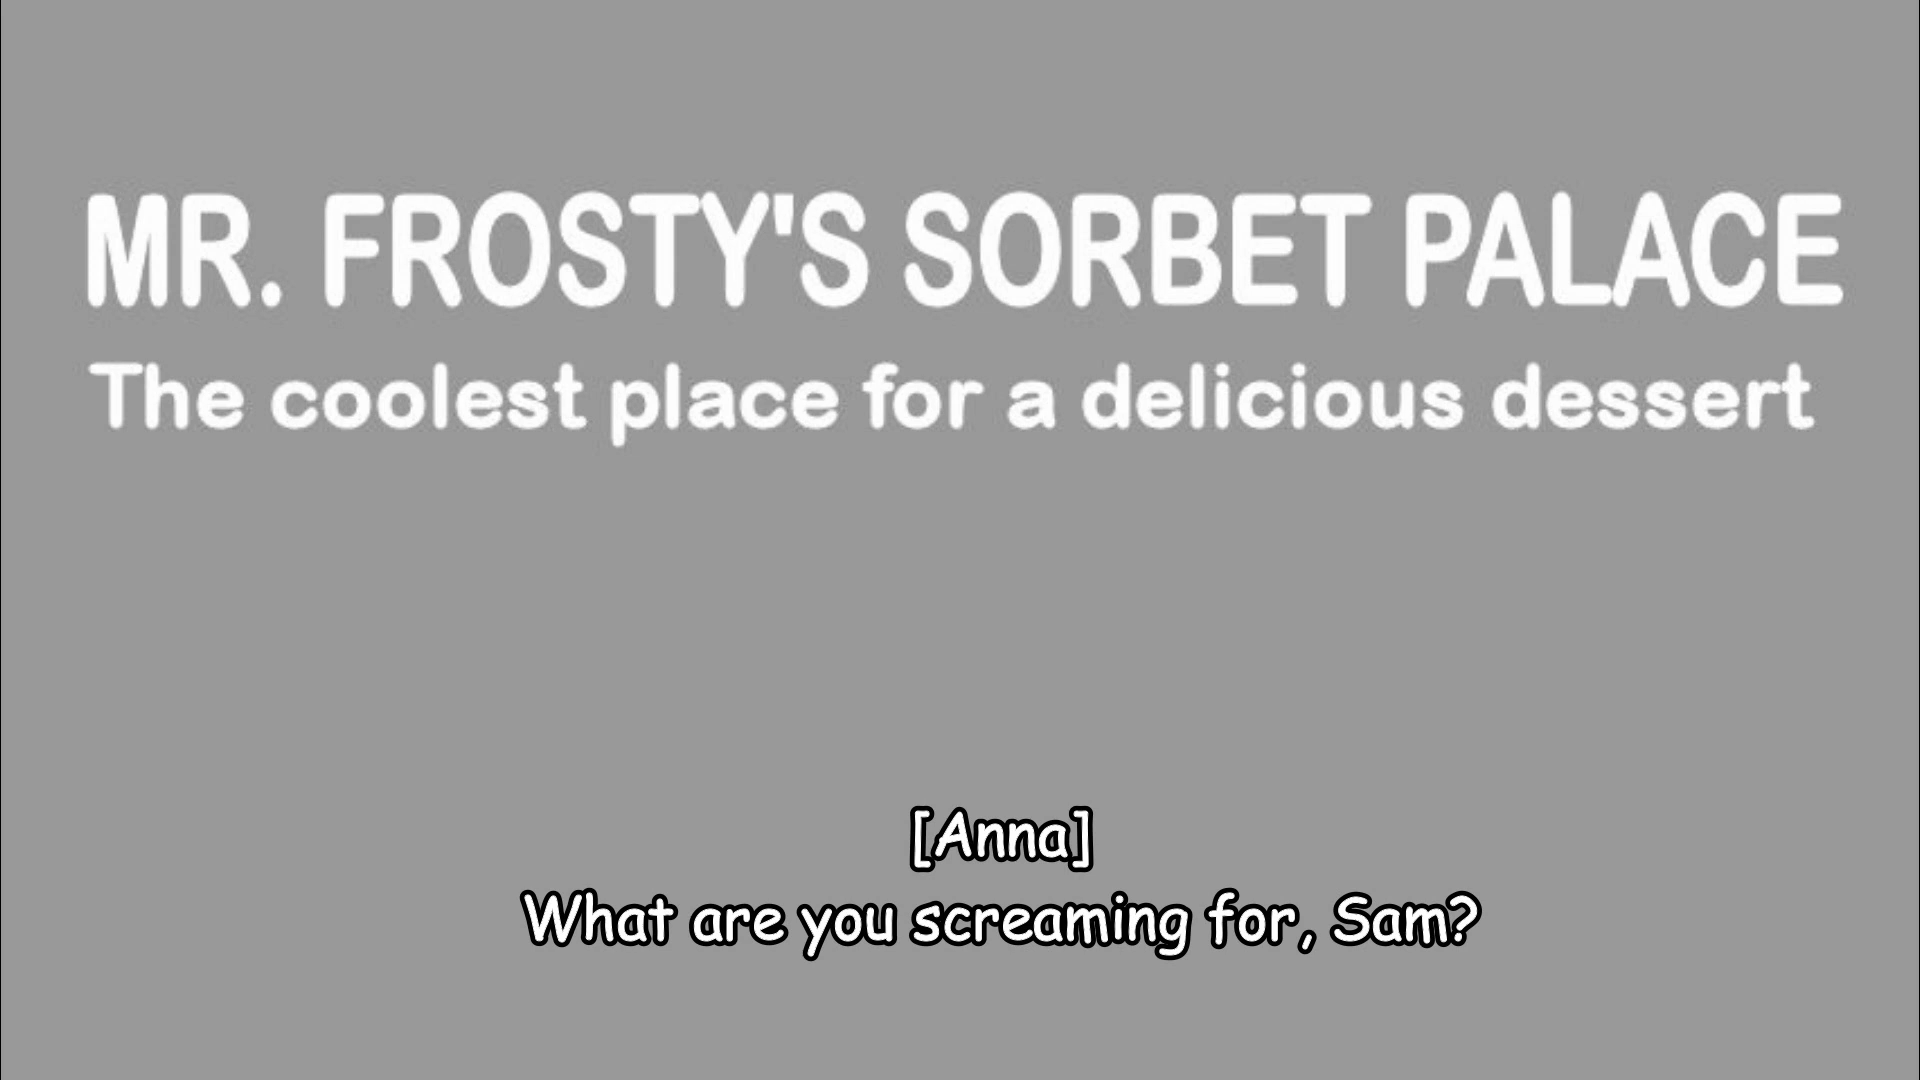 MR. FROSTY'S SORBET PALACE
The coolest place for a delicious dessert
[Anna]
What are you screaming for, Sam?